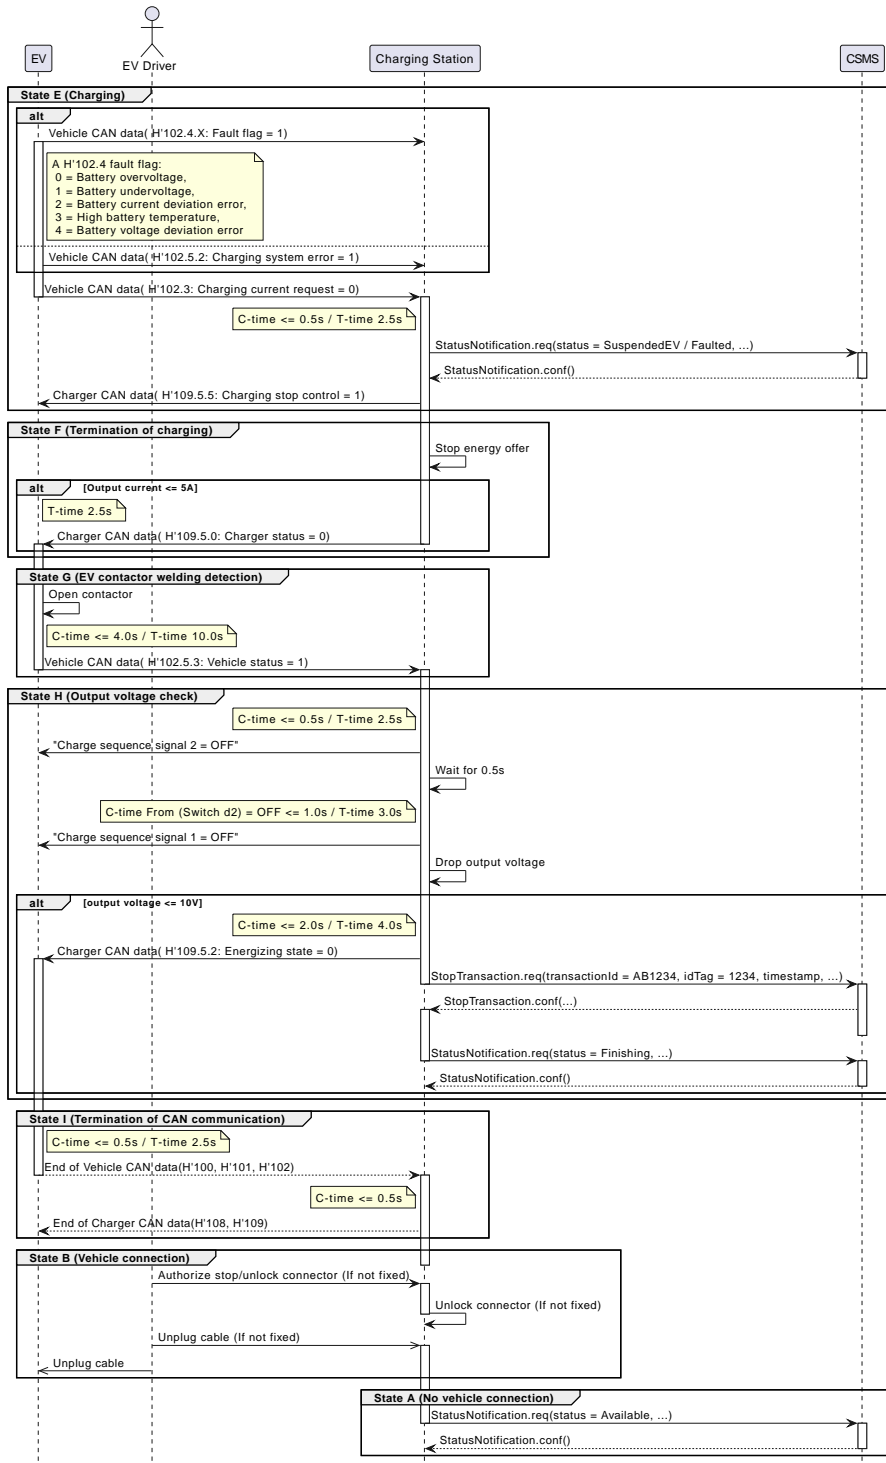 EV
EV Driver
Charging Station
CSMS
State E (Charging)
alt
Vehicle CAN data( H'102.4.X: Fault flag = 1)
A H'102.4 fault flag:
0 = Battery overvoltage,
1 = Battery undervoltage,
2 = Battery current deviation error,
3 = High battery temperature,
4 = Battery voltage deviation error
Vehicle CAN data( H'102.5.2: Charging system error = 1)
Vehicle CAN data( H'102.3: Charging current request = 0)
C-time <= 0.5s / T-time 2.5s
StatusNotification.req(status = SuspendedEV / Faulted, ...)
StatusNotification.conf()
Charger CAN data( H'109.5.5: Charging stop control = 1)
State F (Termination of charging)
Stop energy offer
alt [Output current <= 5A]
T-time 2.5s
Charger CAN data( H'109.5.0: Charger status = 0)
State G (EV contactor welding detection)
Open contactor
C-time <= 4.0s / T-time 10.0s
Vehicle CAN data( H'102.5.3: Vehicle status = 1)
State H (Output voltage check)
C-time <= 0.5s / T-time 2.5s
"Charge sequence signal 2 = OFF"
Wait for 0.5s
C-time From (Switch d2) = OFF <= 1.0s / T-time 3.0s
"Charge sequence signal 1 = OFF"
Drop output voltage
alt [output voltage <= 10V]
C-time <= 2.0s / T-time 4.0s
Charger CAN data( H'109.5.2: Energizing state = 0)
StopTransaction.req(transactionId = AB1234, idTag = 1234, timestamp, ...)
StopTransaction.conf(...)
StatusNotification.req(status = Finishing, ...)
StatusNotification.conf()
State I (Termination of CAN communication)
C-time <= 0.5s / T-time 2.5s
End of Vehicle CAN data(H'100, H'101, H'102)
C-time <= 0.5s
End of Charger CAN data(H'108, H'109)
State B (Vehicle connection)
Authorize stop/unlock connector (If not fixed)
Unlock connector (If not fixed)
Unplug cable (If not fixed)
Unplug cable
State A (No vehicle connection)
StatusNotification.req(status = Available, ...)
StatusNotification.conf()